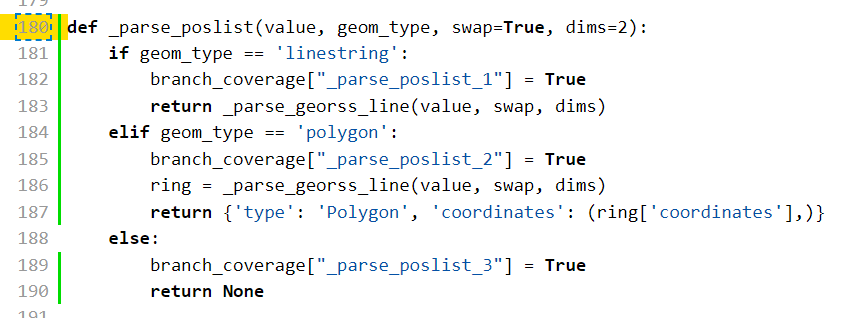 179
180 def _parse_poslist(value, geom_type, swap=True, dims=2):
181     if geom_type == 'linestring':
182         branch_coverage["_parse_poslist_1"] = True
183         return _parse_georss_line(value, swap, dims)
184     elif geom_type == 'polygon':
185         branch_coverage["_parse_poslist_2"] = True
186         ring = _parse_georss_line(value, swap, dims)
187         return {'type': 'Polygon', 'coordinates': (ring['coordinates'],)}
188     else:
189         branch_coverage["_parse_poslist_3"] = True
190         return None
191